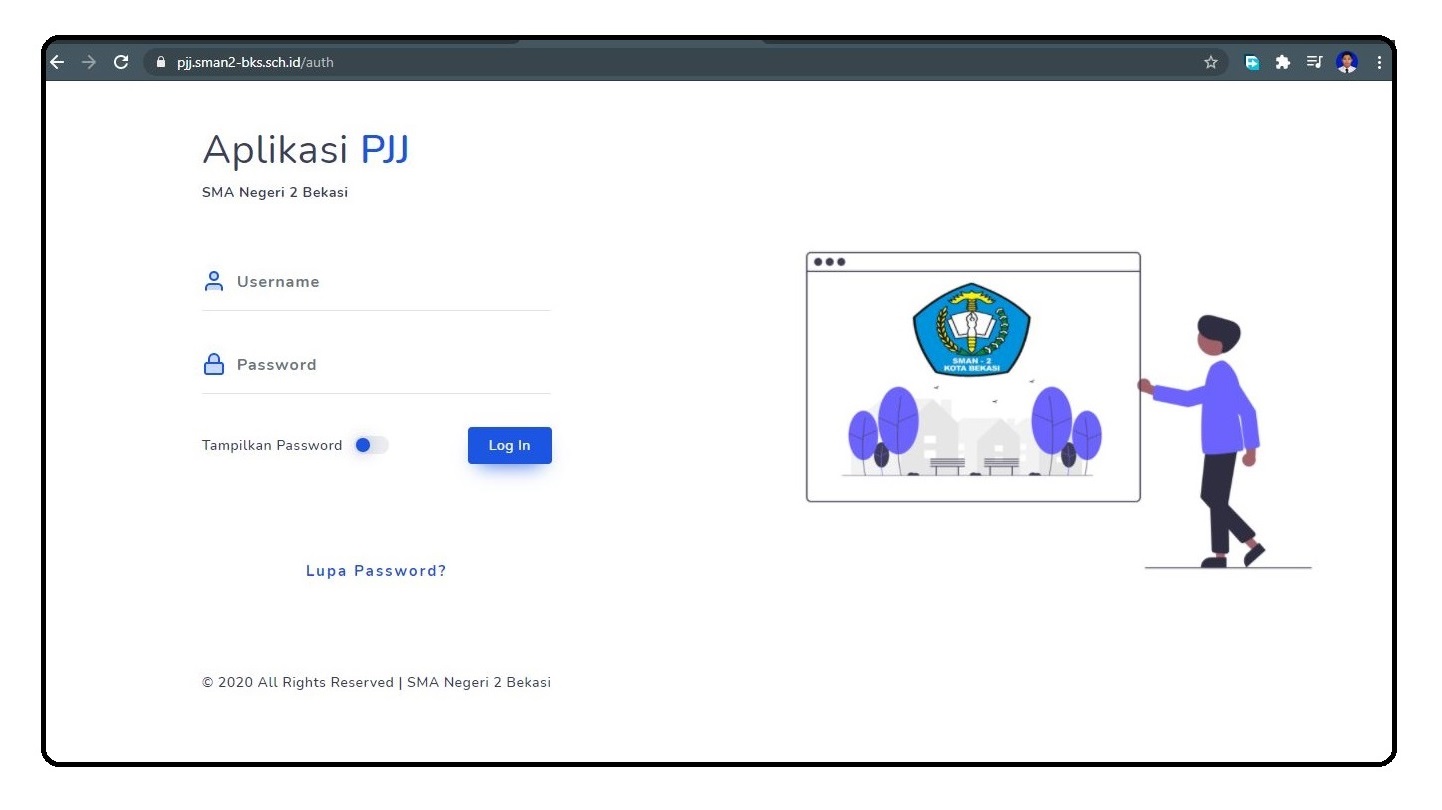 pjj.sman2-bks.sch.id/auth
Aplikasi PJJ
SMA Negeri 2 Bekasi
Username
Password
Tampilkan Password
Log In
Lupa Password?
© 2020 All Rights Reserved | SMA Negeri 2 Bekasi
SMAN - 2
KOTA BEKASI